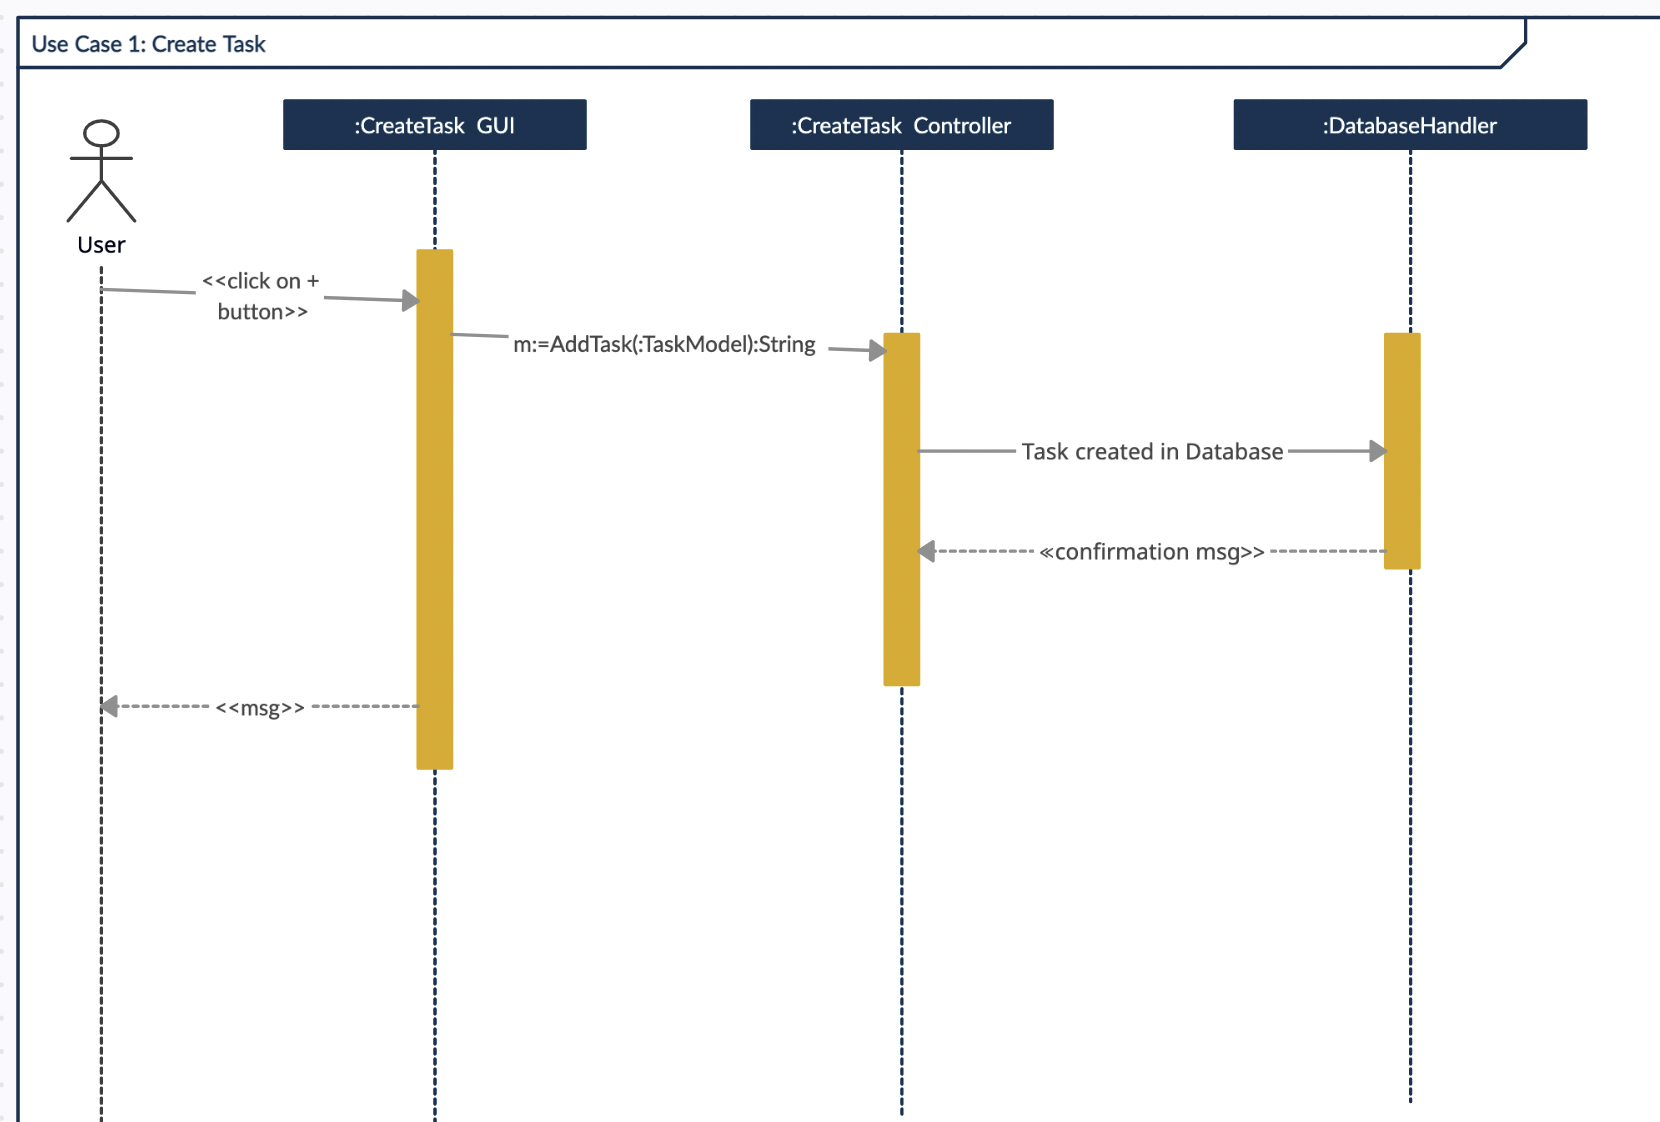 Use Case 1: Create Task
:CreateTask GUI
:CreateTask Controller
:DatabaseHandler
User
<<click on +
button>>
m:=AddTask(:TaskModel):String
Task created in Database
<<confirmation msg>>
<<msg>>